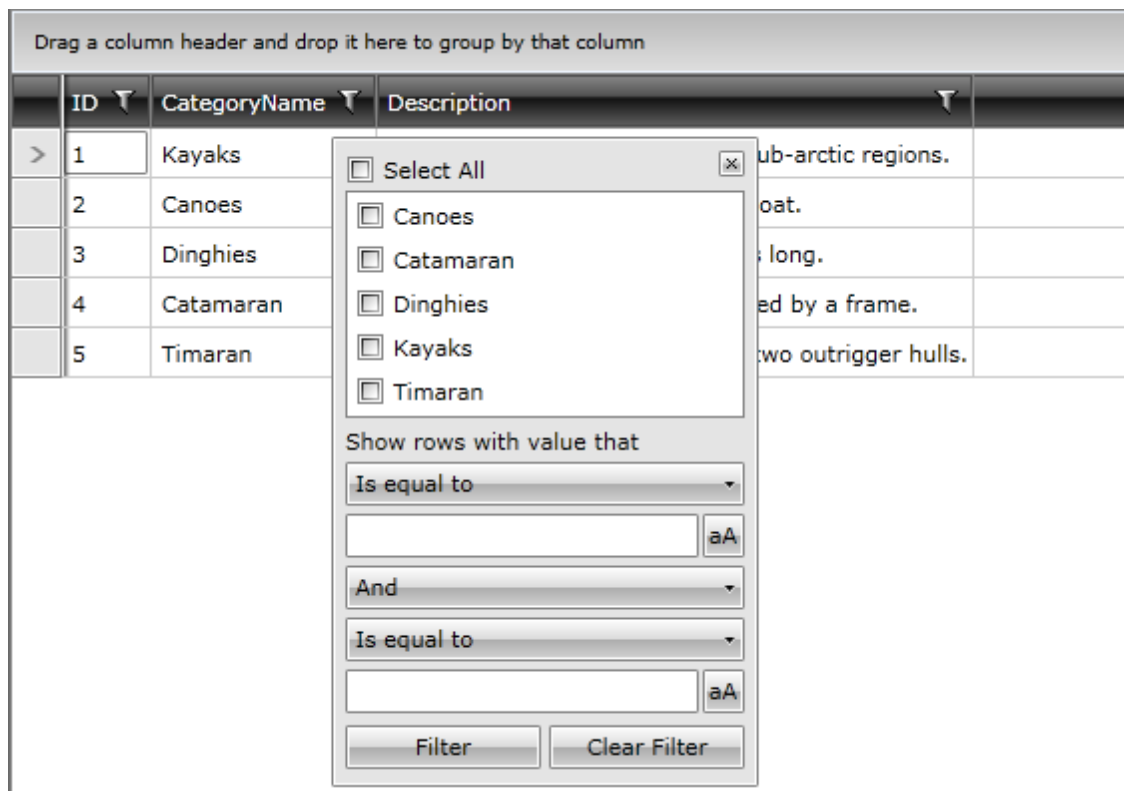 Drag a column header and drop it here to group by that column
ID CategoryName Description
1 Kayaks ub-arctic regions.
2 Canoes oat.
3 Dinghies long.
4 Catamaran ed by a frame.
5 Timaran two outrigger hulls.
Select All
Canoes
Catamaran
Dinghies
Kayaks
Timaran
Show rows with value that
Is equal to
aA
And
Is equal to
aA
Filter Clear Filter